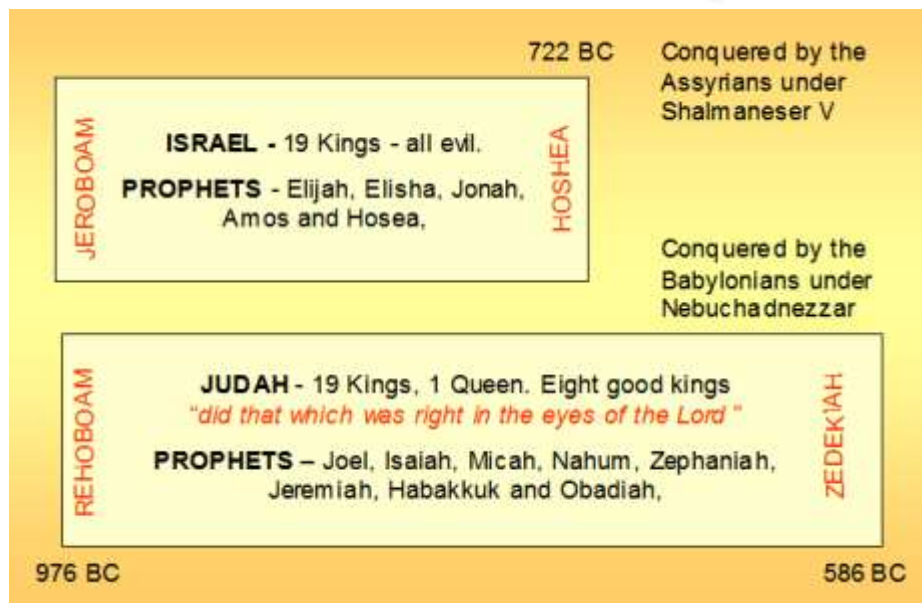 722 BC
Conquered by the
Assyrians under
Shalmaneser V
JEROBOAM
ISRAEL - 19 Kings - all evil.
PROPHETS - Elijah, Elisha, Jonah,
Amos and Hosea,
HOSHEA
Conquered by the
Babylonians under
Nebuchadnezzar
REHOBOAM
JUDAH - 19 Kings, 1 Queen. Eight good kings
“did that which was right in the eyes of the Lord ”
PROPHETS – Joel, Isaiah, Micah, Nahum, Zephaniah,
Jeremiah, Habakkuk and Obadiah,
ZEDEKIAH
976 BC
586 BC